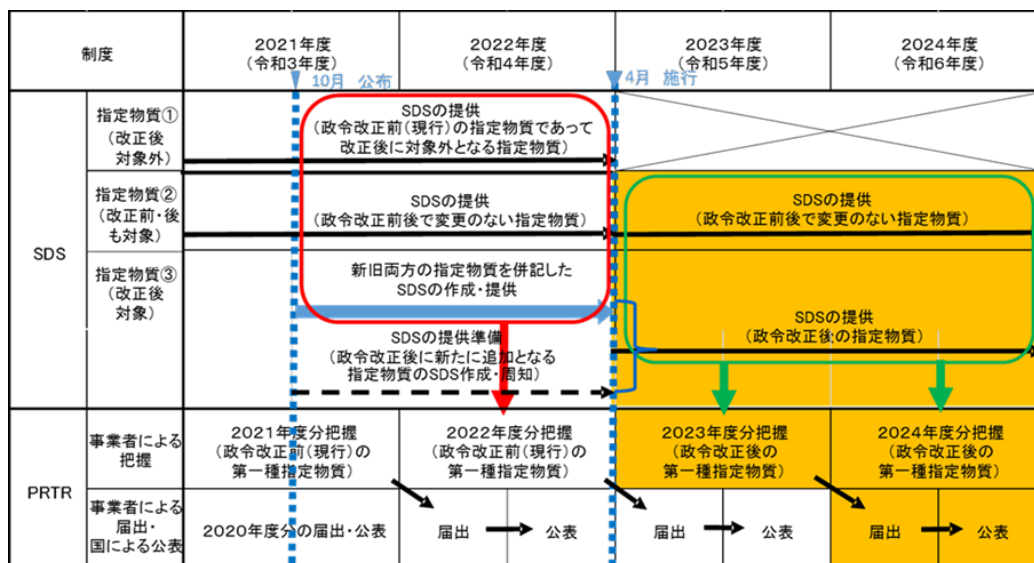 制度
2021年度
(令和3年度)
2022年度
(令和4年度)
2023年度
(令和5年度)
2024年度
(令和6年度)
10月 公布
4月 施行
SDS
指定物質①
(改正後
対象外)
SDSの提供
(政令改正前(現行)の指定物質であって
改正後に対象外となる指定物質)
指定物質②
(改正前・後
も対象)
SDSの提供
(政令改正前後で変更のない指定物質)
SDSの提供
(政令改正前後で変更のない指定物質)
指定物質③
(改正後
対象)
新旧両方の指定物質を併記した
SDSの作成・提供
SDSの提供準備
(政令改正後に新たに追加となる
指定物質のSDS作成・周知)
SDSの提供
(政令改正後の指定物質)
PRTR
事業者による
把握
2021年度分把握
(政令改正前(現行)の
第一種指定物質)
2022年度分把握
(政令改正前(現行)の
第一種指定物質)
2023年度分把握
(政令改正後の
第一種指定物質)
2024年度分把握
(政令改正後の
第一種指定物質)
事業者による
届出・
国による公表
2020年度分の届出・公表
届出
公表
届出
公表
届出
公表